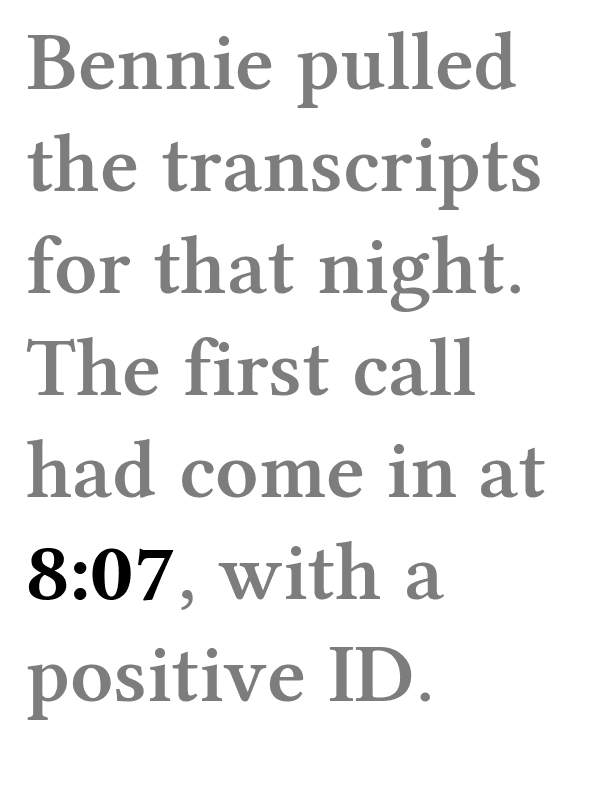 Bennie pulled
the transcripts
for that night.
The first call
had come in at
8:07, with a
positive ID.